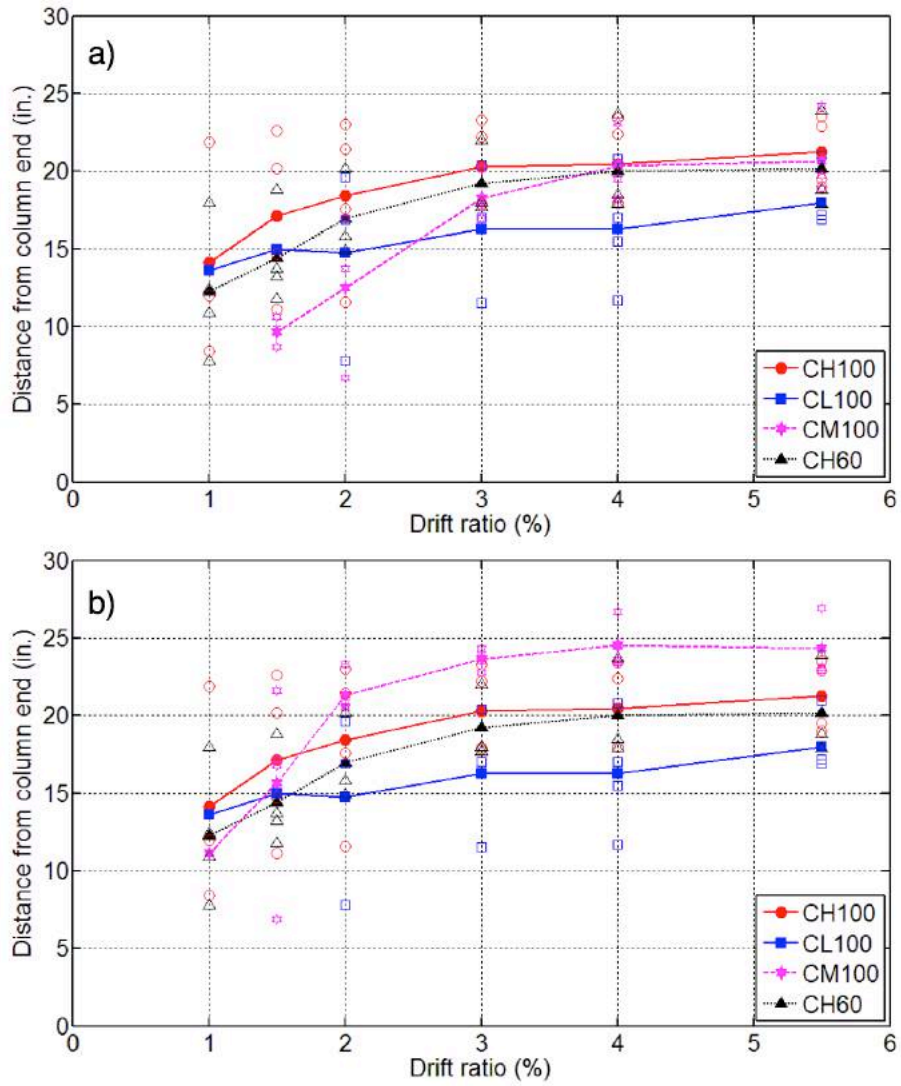 a)
30
25
20
15
10
5
0
Distance from column end (in.)
0 1 2 3 4 5 6
Drift ratio (%)
CH100
CL100
CM100
CH60
b)
30
25
20
15
10
5
0
Distance from column end (in.)
0 1 2 3 4 5 6
Drift ratio (%)
CH100
CL100
CM100
CH60